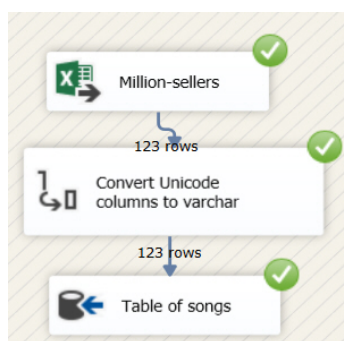 Million-sellers
123 rows
Convert Unicode
columns to varchar
123 rows
Table of songs